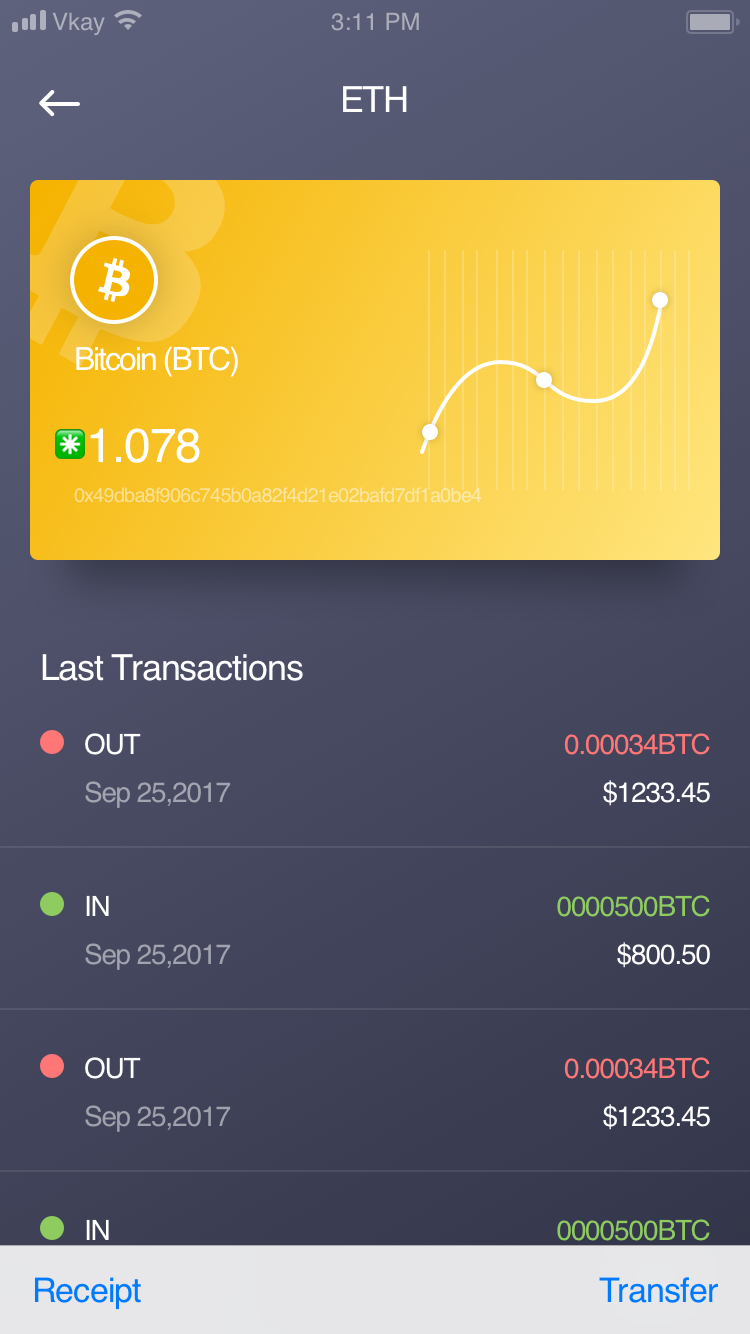 Vkay 3:11 PM
ETH
Bitcoin (BTC)
1.078
0x49dba8f906c745b0a82f4d21e02bafd7df1a0be4
Last Transactions
OUT 0.00034BTC
Sep 25,2017 $1233.45
IN 0000500BTC
Sep 25,2017 $800.50
OUT 0.00034BTC
Sep 25,2017 $1233.45
IN 0000500BTC
Receipt Transfer